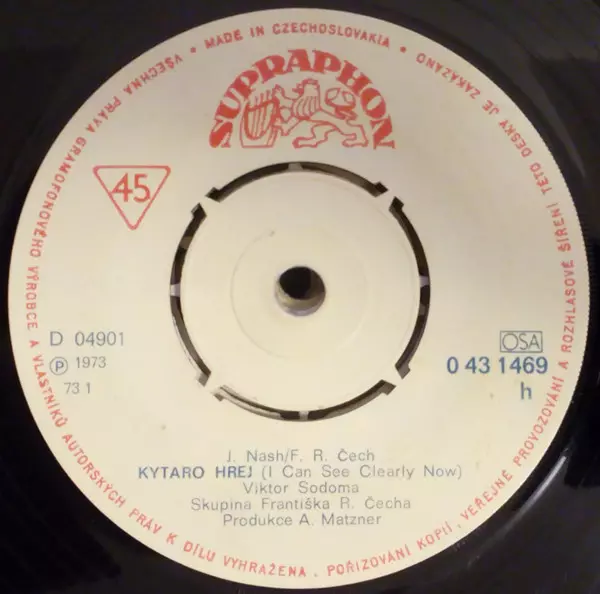 • MADE IN CZECHOSLOVAKIA •
VŠECHNA PRÁVA GRAMOFONOVÉHO VÝROBCE A VLASTNÍKŮ AUTORSKÝCH PRÁV K DÍLU VYHRAŽENA. POŘIZOVÁNÍ KOPIÍ, VEŘEJNÉ PROVOZOVÁNÍ A ROZHLASOVÉ ŠÍŘENÍ TÉTO DESKY JE ZAKÁZÁNO
SUPRAPHON
45
D 04901
℗ 1973
73 1
OSA
0 43 1469
h
J. Nash/F. R. Čech
KYTARO HREJ (I Can See Clearly Now)
Viktor Sodoma
Skupina Františka R. Čecha
Produkce A. Matzner